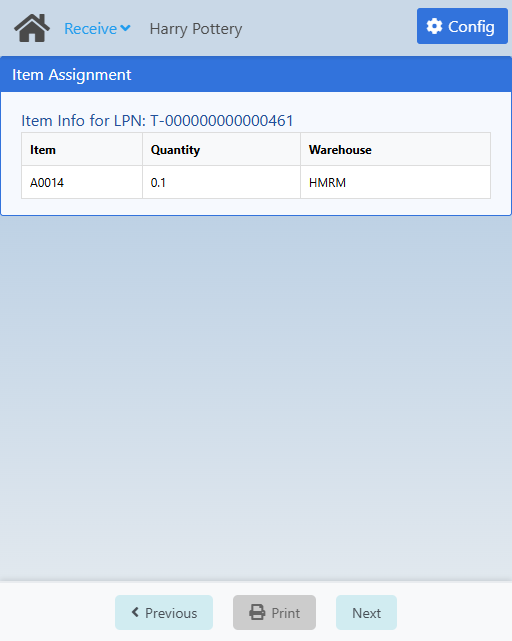 Receive Harry Pottery Config
Item Assignment
Item Info for LPN: T-000000000000461
Item Quantity Warehouse
A0014 0.1 HMRM
Previous Print Next